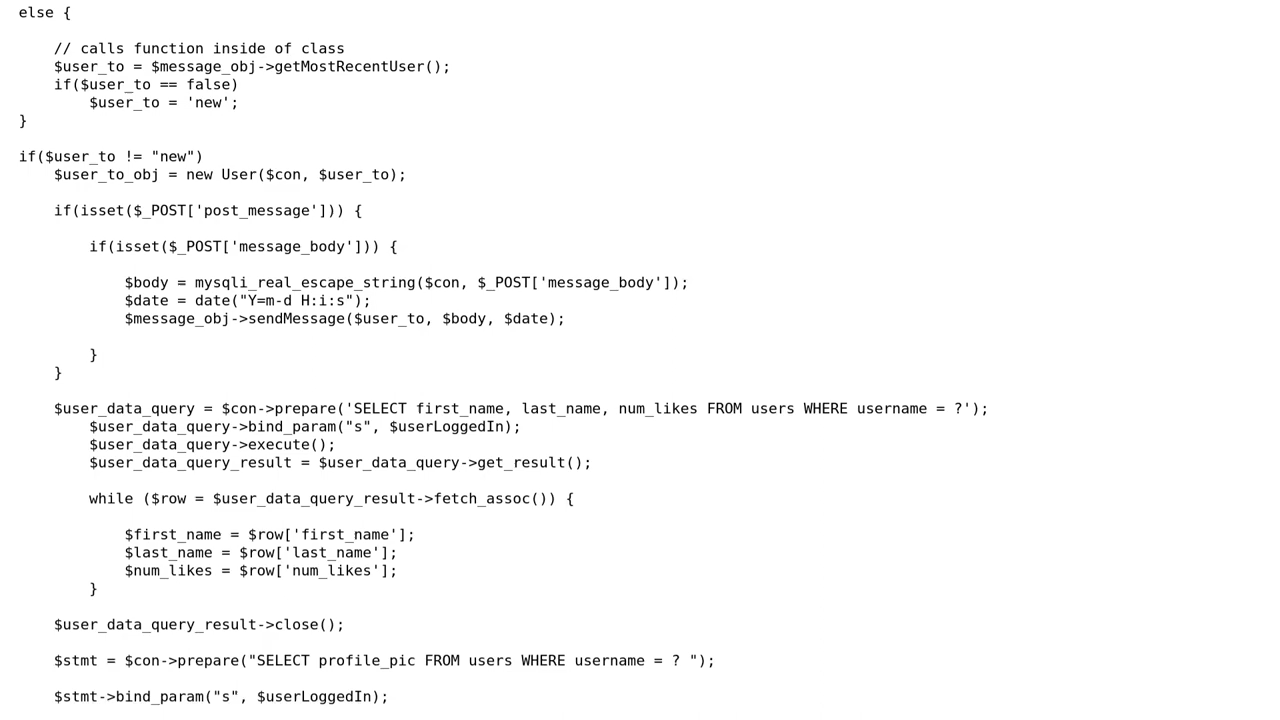 else {
// calls function inside of class
$user_to = $message_obj->getMostRecentUser();
if($user_to == false)
$user_to = 'new';
}
if($user_to != "new")
$user_to_obj = new User($con, $user_to);
if(isset($_POST['post_message'])) {
if(isset($_POST['message_body'])) {
$body = mysqli_real_escape_string($con, $_POST['message_body']);
$date = date("Y=m-d H:i:s");
$message_obj->sendMessage($user_to, $body, $date);
}
}
$user_data_query = $con->prepare('SELECT first_name, last_name, num_likes FROM users WHERE username = ?');
$user_data_query->bind_param("s", $userLoggedIn);
$user_data_query->execute();
$user_data_query_result = $user_data_query->get_result();
while ($row = $user_data_query_result->fetch_assoc()) {
$first_name = $row['first_name'];
$last_name = $row['last_name'];
$num_likes = $row['num_likes'];
}
$user_data_query_result->close();
$stmt = $con->prepare("SELECT profile_pic FROM users WHERE username = ? ");
$stmt->bind_param("s", $userLoggedIn);